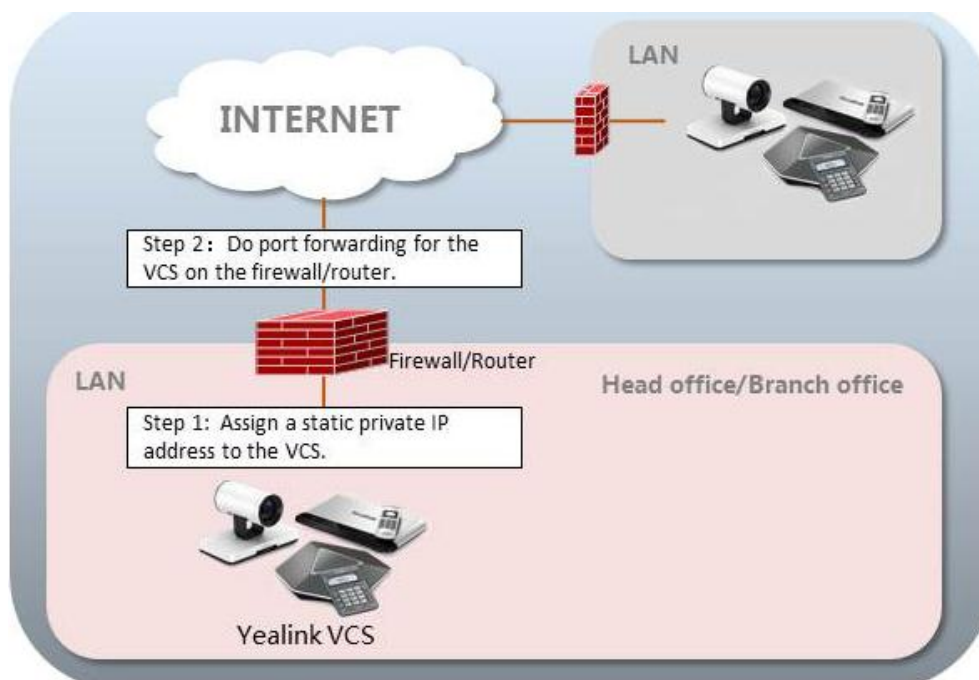 LAN
INTERNET
Step 2： Do port forwarding for the
VCS on the firewall/router.
Firewall/Router
LAN
Head office/Branch office
Step 1: Assign a static private IP
address to the VCS.
Yealink VCS